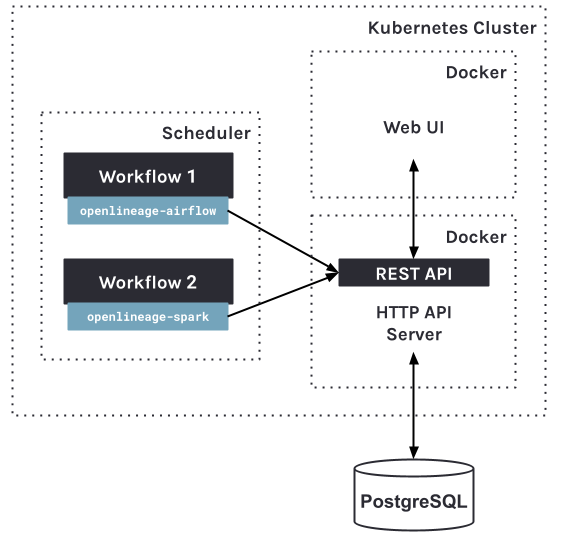 Kubernetes Cluster
Docker
Web UI
Scheduler
Workflow 1
openlineage-airflow
Workflow 2
openlineage-spark
Docker
REST API
HTTP API
Server
PostgreSQL